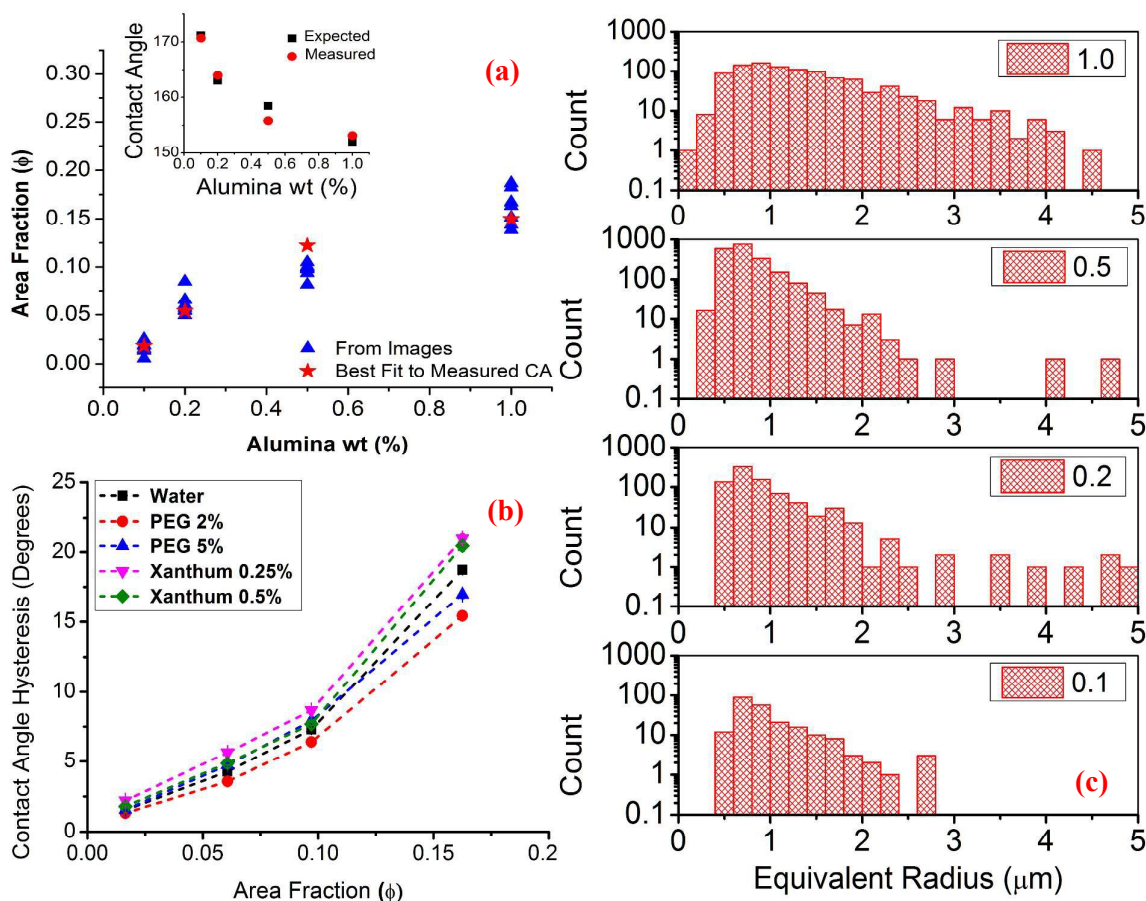 (a)
Expected
Measured
Contact Angle
170
160
150
0.0 0.2 0.4 0.6 0.8 1.0
Alumina wt (%)
Area Fraction (ϕ)
0.30
0.25
0.20
0.15
0.10
0.05
0.00
From Images
Best Fit to Measured CA
0.0 0.2 0.4 0.6 0.8 1.0
Alumina wt (%)
(b)
Water
PEG 2%
PEG 5%
Xanthum 0.25%
Xanthum 0.5%
Contact Angle Hysteresis (Degrees)
25
20
15
10
5
0
0.00 0.05 0.10 0.15 0.2
Area Fraction (ϕ)
1.0
Count
1000
100
10
1
0.1
0 1 2 3 4 5
0.5
Count
1000
100
10
1
0.1
0 1 2 3 4 5
0.2
Count
1000
100
10
1
0.1
0 1 2 3 4 5
0.1
Count
1000
100
10
1
0.1
(c)
0 1 2 3 4 5
Equivalent Radius (μm)